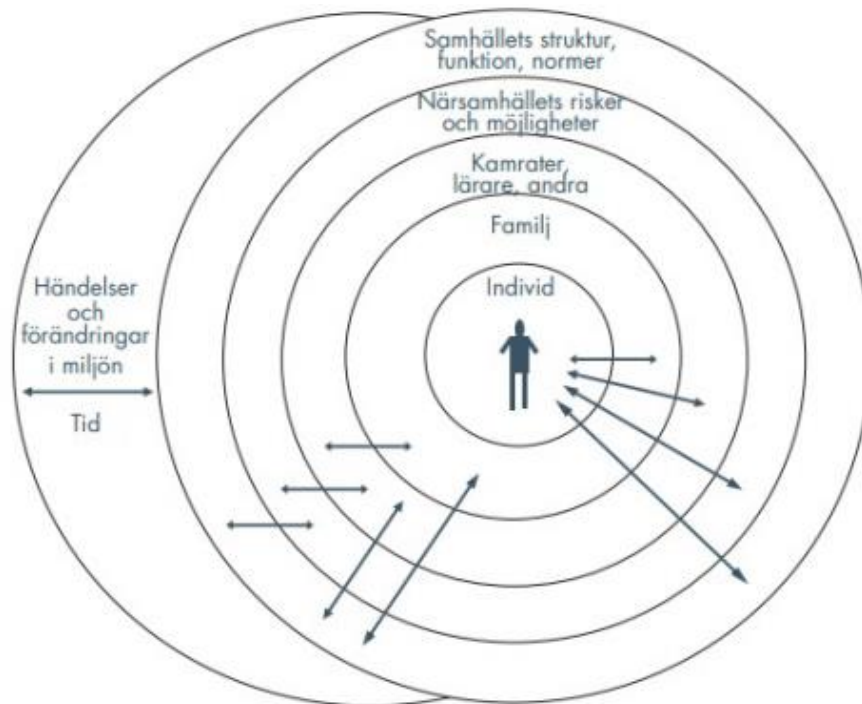 Samhällets struktur,
funktion, normer
Närsamhällets risker
och möjligheter
Kamrater,
lärare, andra
Familj
Individ
Händelser
och
förändringar
i miljön
Tid